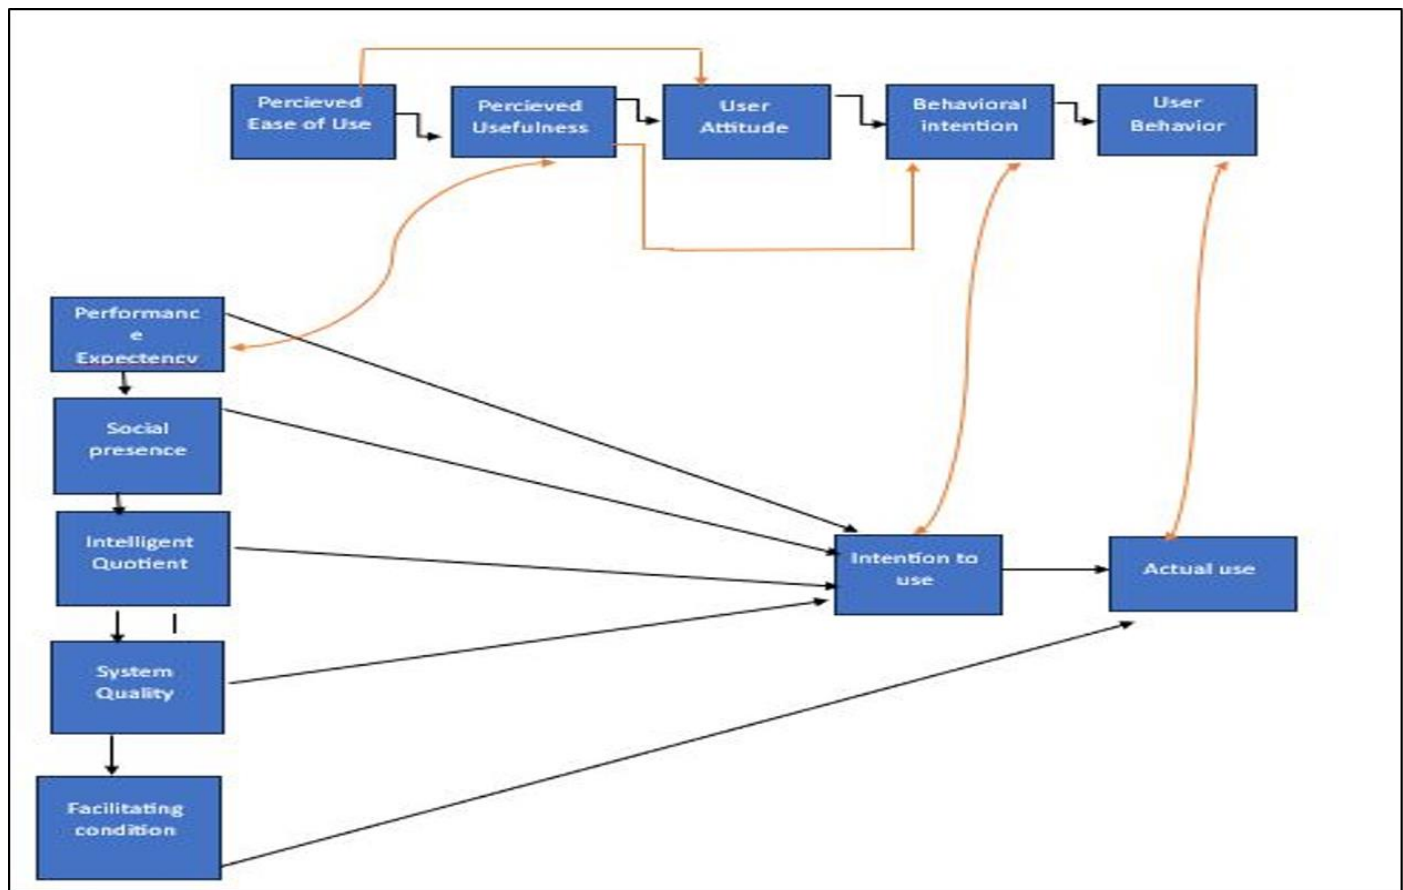 Percieved
Ease of Use
Percieved
Usefulness
User
Attitude
Behavioral
intention
User
Behavior
Performanc
e
Expectency
Social
presence
Intelligent
Quotient
Intention to
use
Actual use
System
Quality
Facilitating
condition